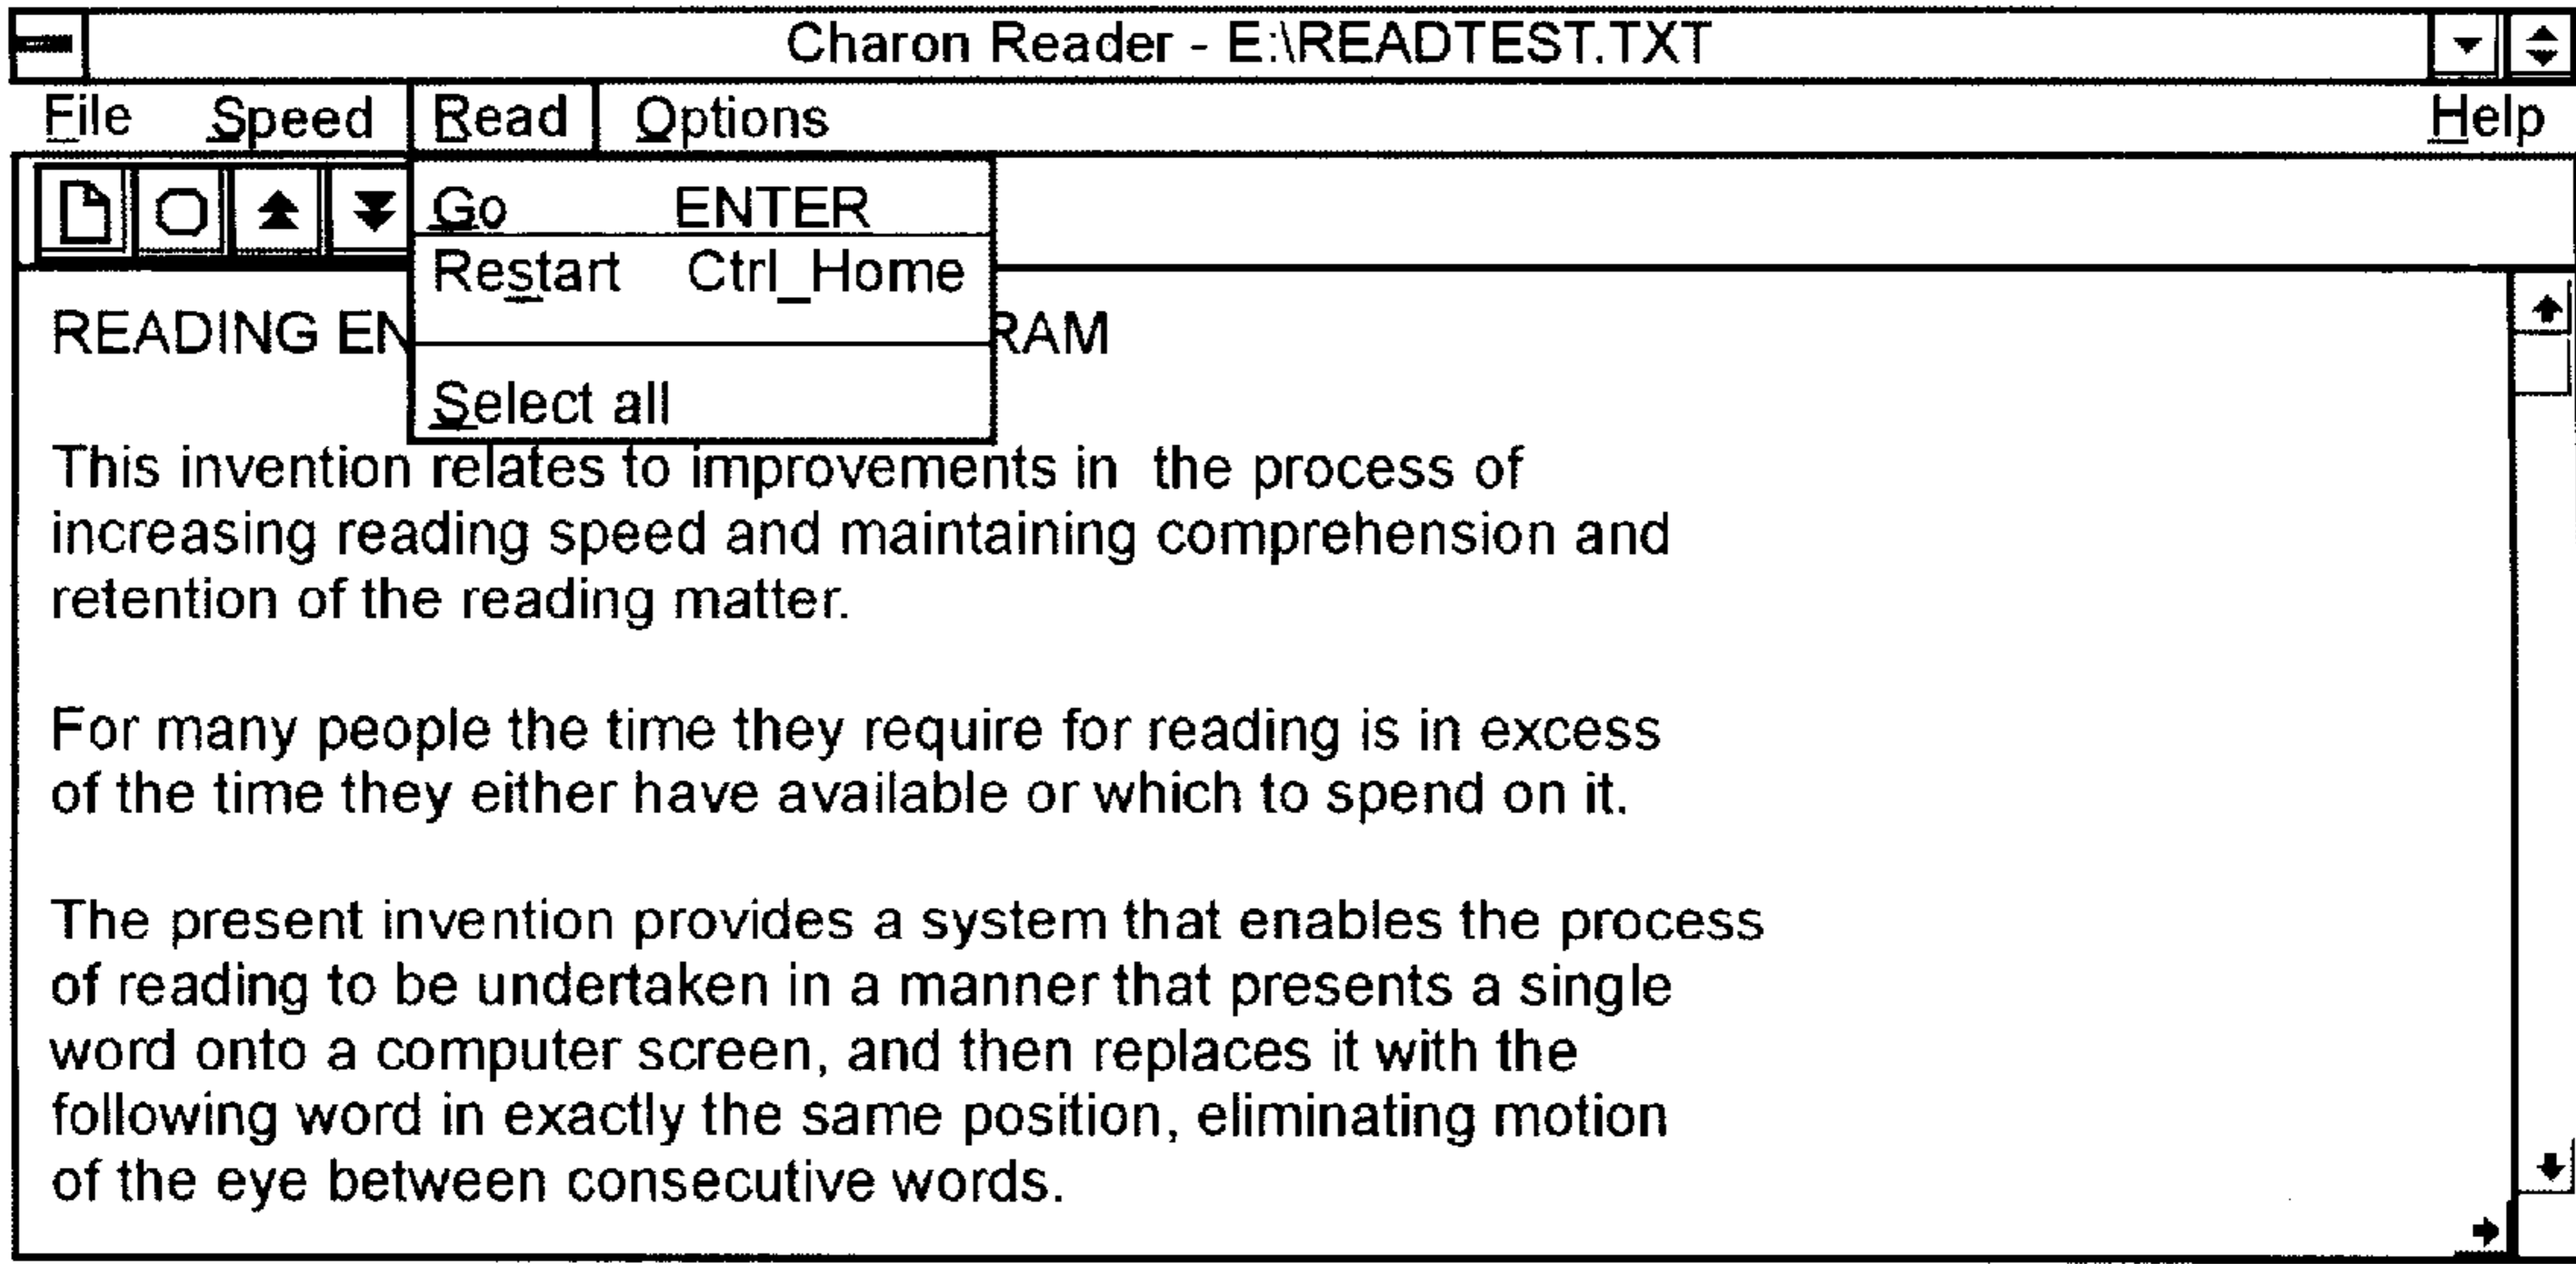 Charon Reader - E:\READTEST.TXT
File Speed Read Options Help
Go ENTER
Restart Ctrl_Home
Select all
READING EN RAM
This invention relates to improvements in the process of
increasing reading speed and maintaining comprehension and
retention of the reading matter.
For many people the time they require for reading is in excess
of the time they either have available or which to spend on it.
The present invention provides a system that enables the process
of reading to be undertaken in a manner that presents a single
word onto a computer screen, and then replaces it with the
following word in exactly the same position, eliminating motion
of the eye between consecutive words.